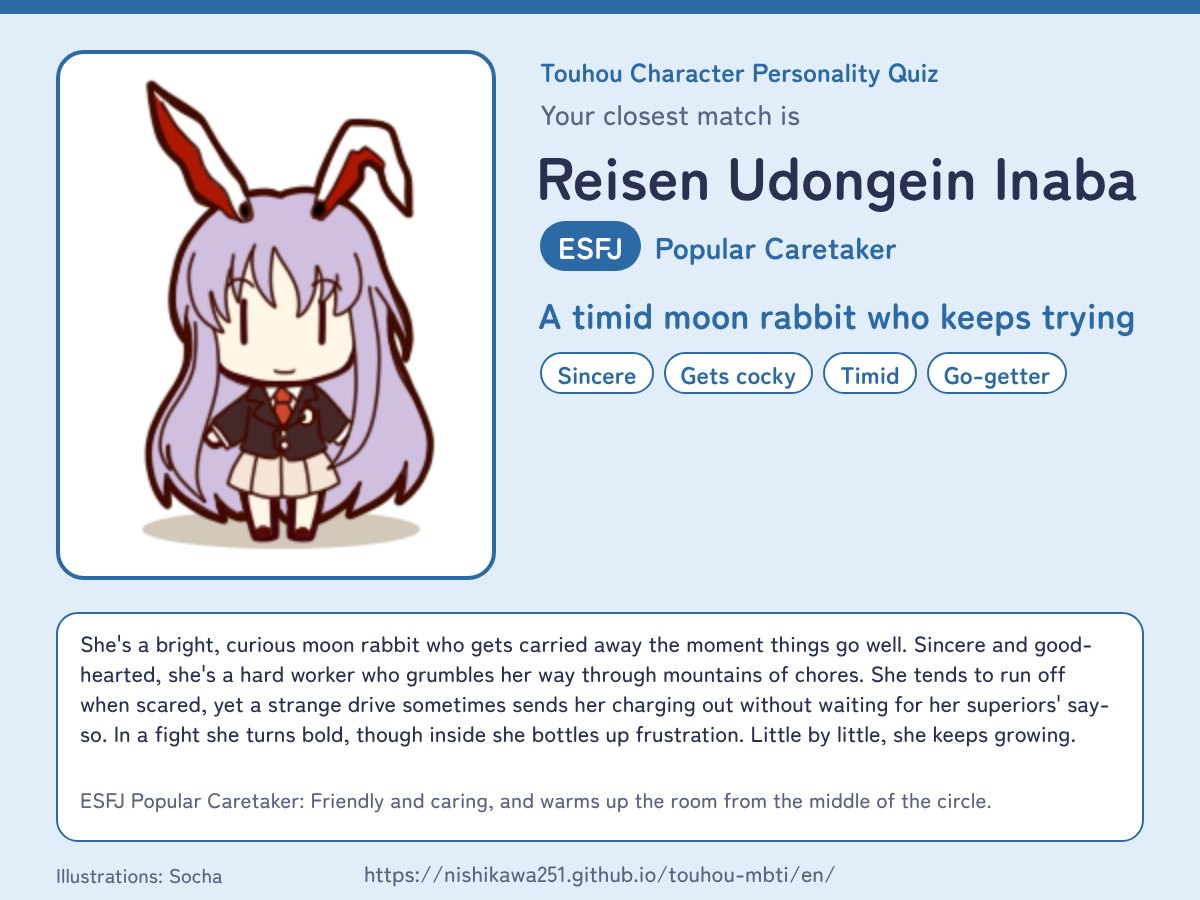 Touhou Character Personality Quiz
Your closest match is
Reisen Udongein Inaba
ESFJ Popular Caretaker
A timid moon rabbit who keeps trying
Sincere Gets cocky Timid Go-getter
She's a bright, curious moon rabbit who gets carried away the moment things go well. Sincere and good-
hearted, she's a hard worker who grumbles her way through mountains of chores. She tends to run off
when scared, yet a strange drive sometimes sends her charging out without waiting for her superiors' say-
so. In a fight she turns bold, though inside she bottles up frustration. Little by little, she keeps growing.
ESFJ Popular Caretaker: Friendly and caring, and warms up the room from the middle of the circle.
Illustrations: Socha
https://nishikawa251.github.io/touhou-mbti/en/